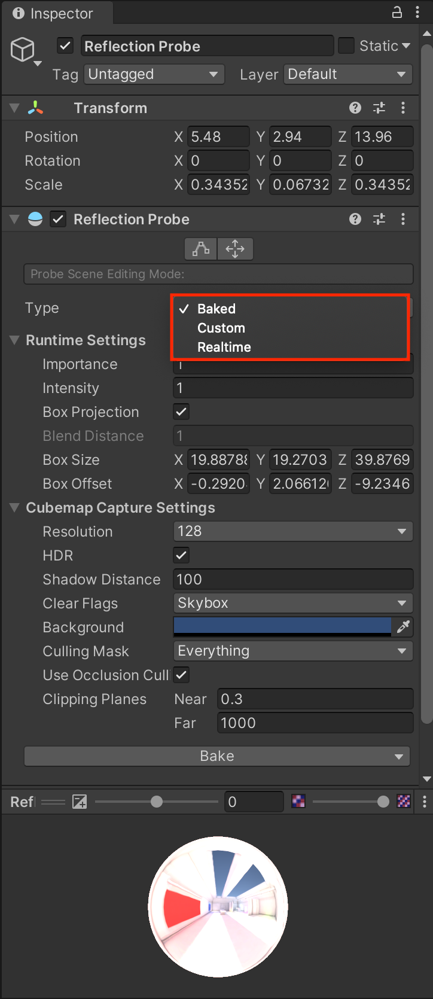 Inspector
Reflection Probe Static
Tag Untagged Layer Default
Transform
Position X 5.48 Y 2.94 Z 13.96
Rotation X 0 Y 0 Z 0
Scale X 0.34352 Y 0.06732 Z 0.34352
Reflection Probe
Probe Scene Editing Mode:
Type Baked
Custom
Realtime
Runtime Settings
Importance 1
Intensity 1
Box Projection
Blend Distance 1
Box Size X 19.88788 Y 19.2703 Z 39.8769
Box Offset X -0.2920 Y 2.066120 Z -9.2346
Cubemap Capture Settings
Resolution 128
HDR
Shadow Distance 100
Clear Flags Skybox
Background
Culling Mask Everything
Use Occlusion Cull
Clipping Planes Near 0.3
Far 1000
Bake
Refl 0